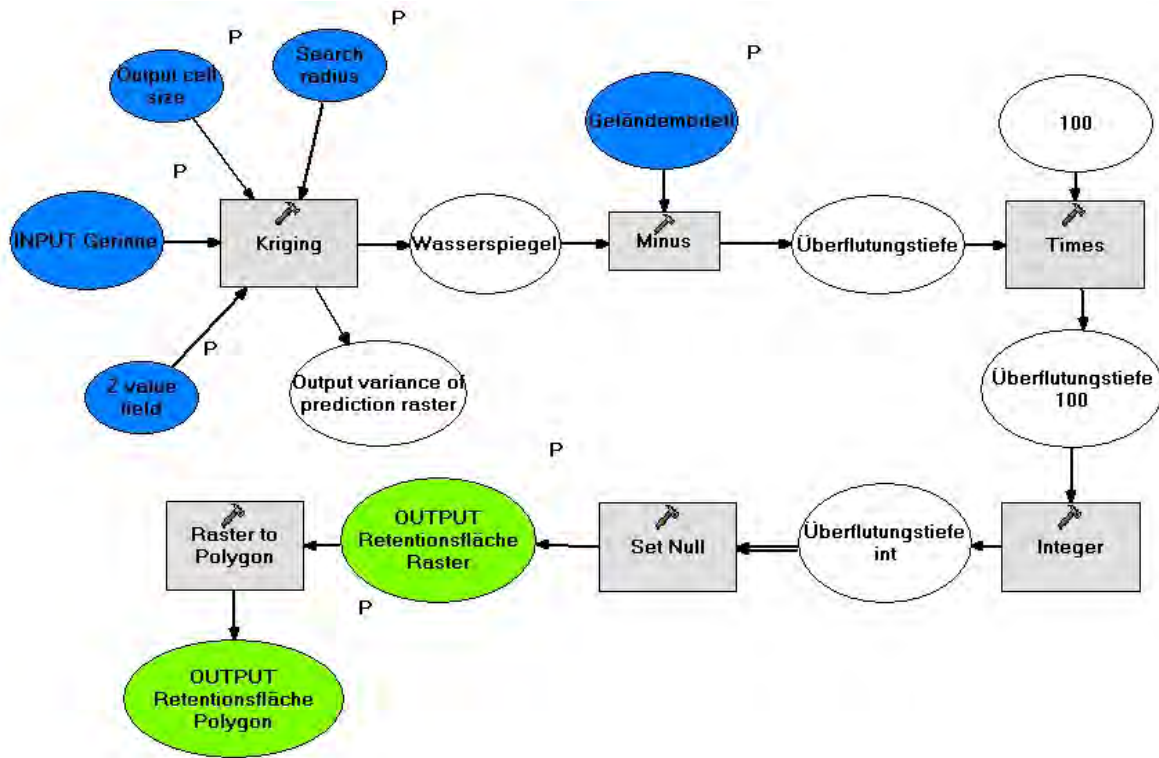 P
P
Output cell
size
Search
radius
P
Geländemodell
100
P
INPUT Gerinne
Kriging
Wasserspiegel
Minus
Überflutungstiefe
Times
P
Z value
field
Output variance of
prediction raster
Überflutungstiefe
100
P
Raster to
Polygon
OUTPUT
Retentionsfläche
Raster
Set Null
Überflutungstiefe
int
Integer
P
OUTPUT
Retentionsfläche
Polygon